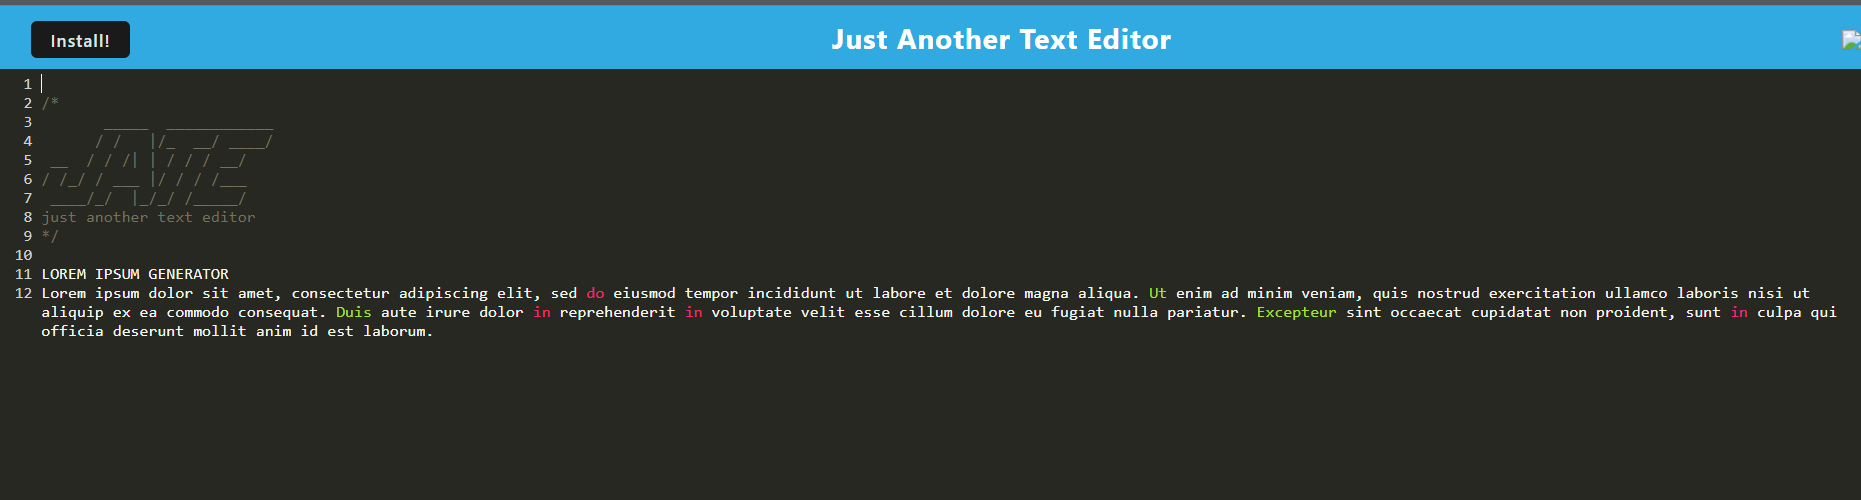 Install!
Just Another Text Editor
1
2 /*
3        _____  ____________
4       / /   |/_  __/ ____/
5  __  / / /| | / / / __/
6 / /_/ / ___ |/ / / /___
7  ____/_/  |_/_/ /_____/
8 just another text editor
9 */
10
11 LOREM IPSUM GENERATOR
12 Lorem ipsum dolor sit amet, consectetur adipiscing elit, sed do eiusmod tempor incididunt ut labore et dolore magna aliqua. Ut enim ad minim veniam, quis nostrud exercitation ullamco laboris nisi ut
aliquip ex ea commodo consequat. Duis aute irure dolor in reprehenderit in voluptate velit esse cillum dolore eu fugiat nulla pariatur. Excepteur sint occaecat cupidatat non proident, sunt in culpa qui
officia deserunt mollit anim id est laborum.